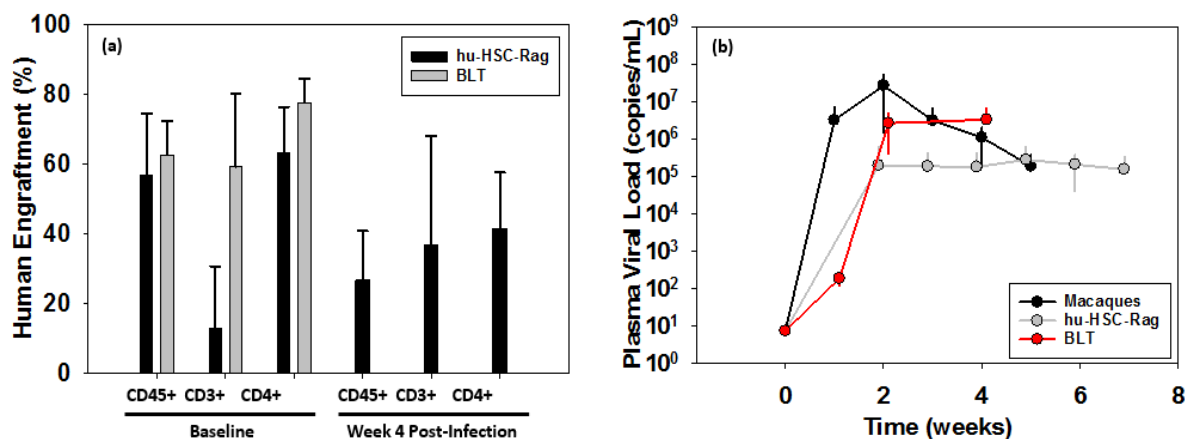 (a)
hu-HSC-Rag
BLT
Human Engraftment (%)
100
80
60
40
20
0
CD45+ CD3+ CD4+ CD45+ CD3+ CD4+
Baseline Week 4 Post-Infection
(b)
Plasma Viral Load (copies/mL)
10⁹
10⁸
10⁷
10⁶
10⁵
10⁴
10³
10²
10¹
10⁰
Macaques
hu-HSC-Rag
BLT
0 2 4 6 8
Time (weeks)